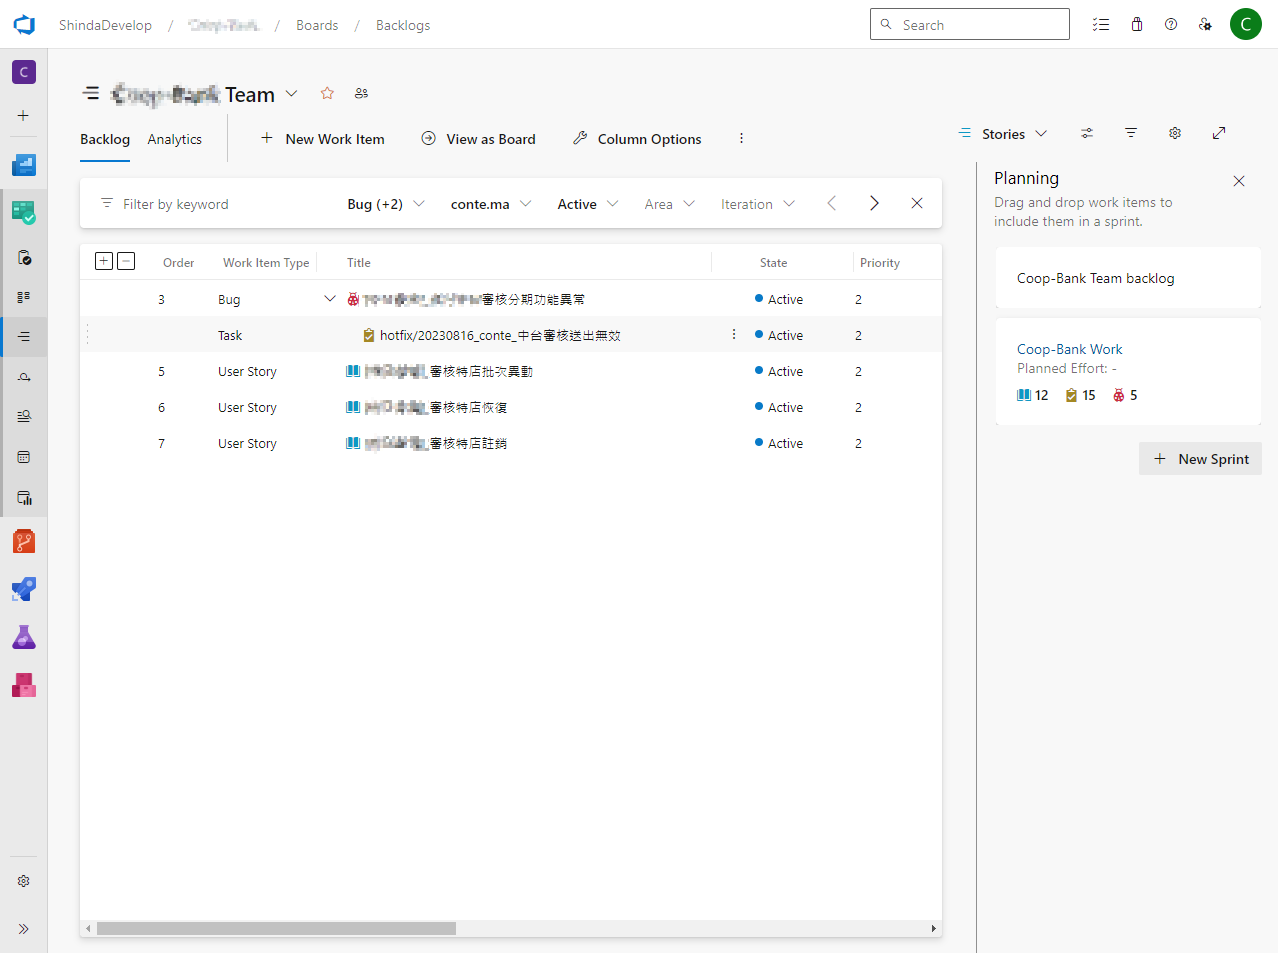 ShindaDevelop / / Boards / Backlogs
Search
C
C
Team
Backlog Analytics New Work Item View as Board Column Options
Stories
Filter by keyword Bug (+2) conte.ma Active Area Iteration
Planning
Drag and drop work items to
include them in a sprint.
Order Work Item Type Title State Priority
3 Bug 審核分期功能異常 Active 2
Task hotfix/20230816_conte_中台審核送出無效 Active 2
5 User Story _審核特店批次異動 Active 2
6 User Story _審核特店恢復 Active 2
7 User Story _審核特店註銷 Active 2
Coop-Bank Team backlog
Coop-Bank Work
Planned Effort: -
12 15 5
New Sprint